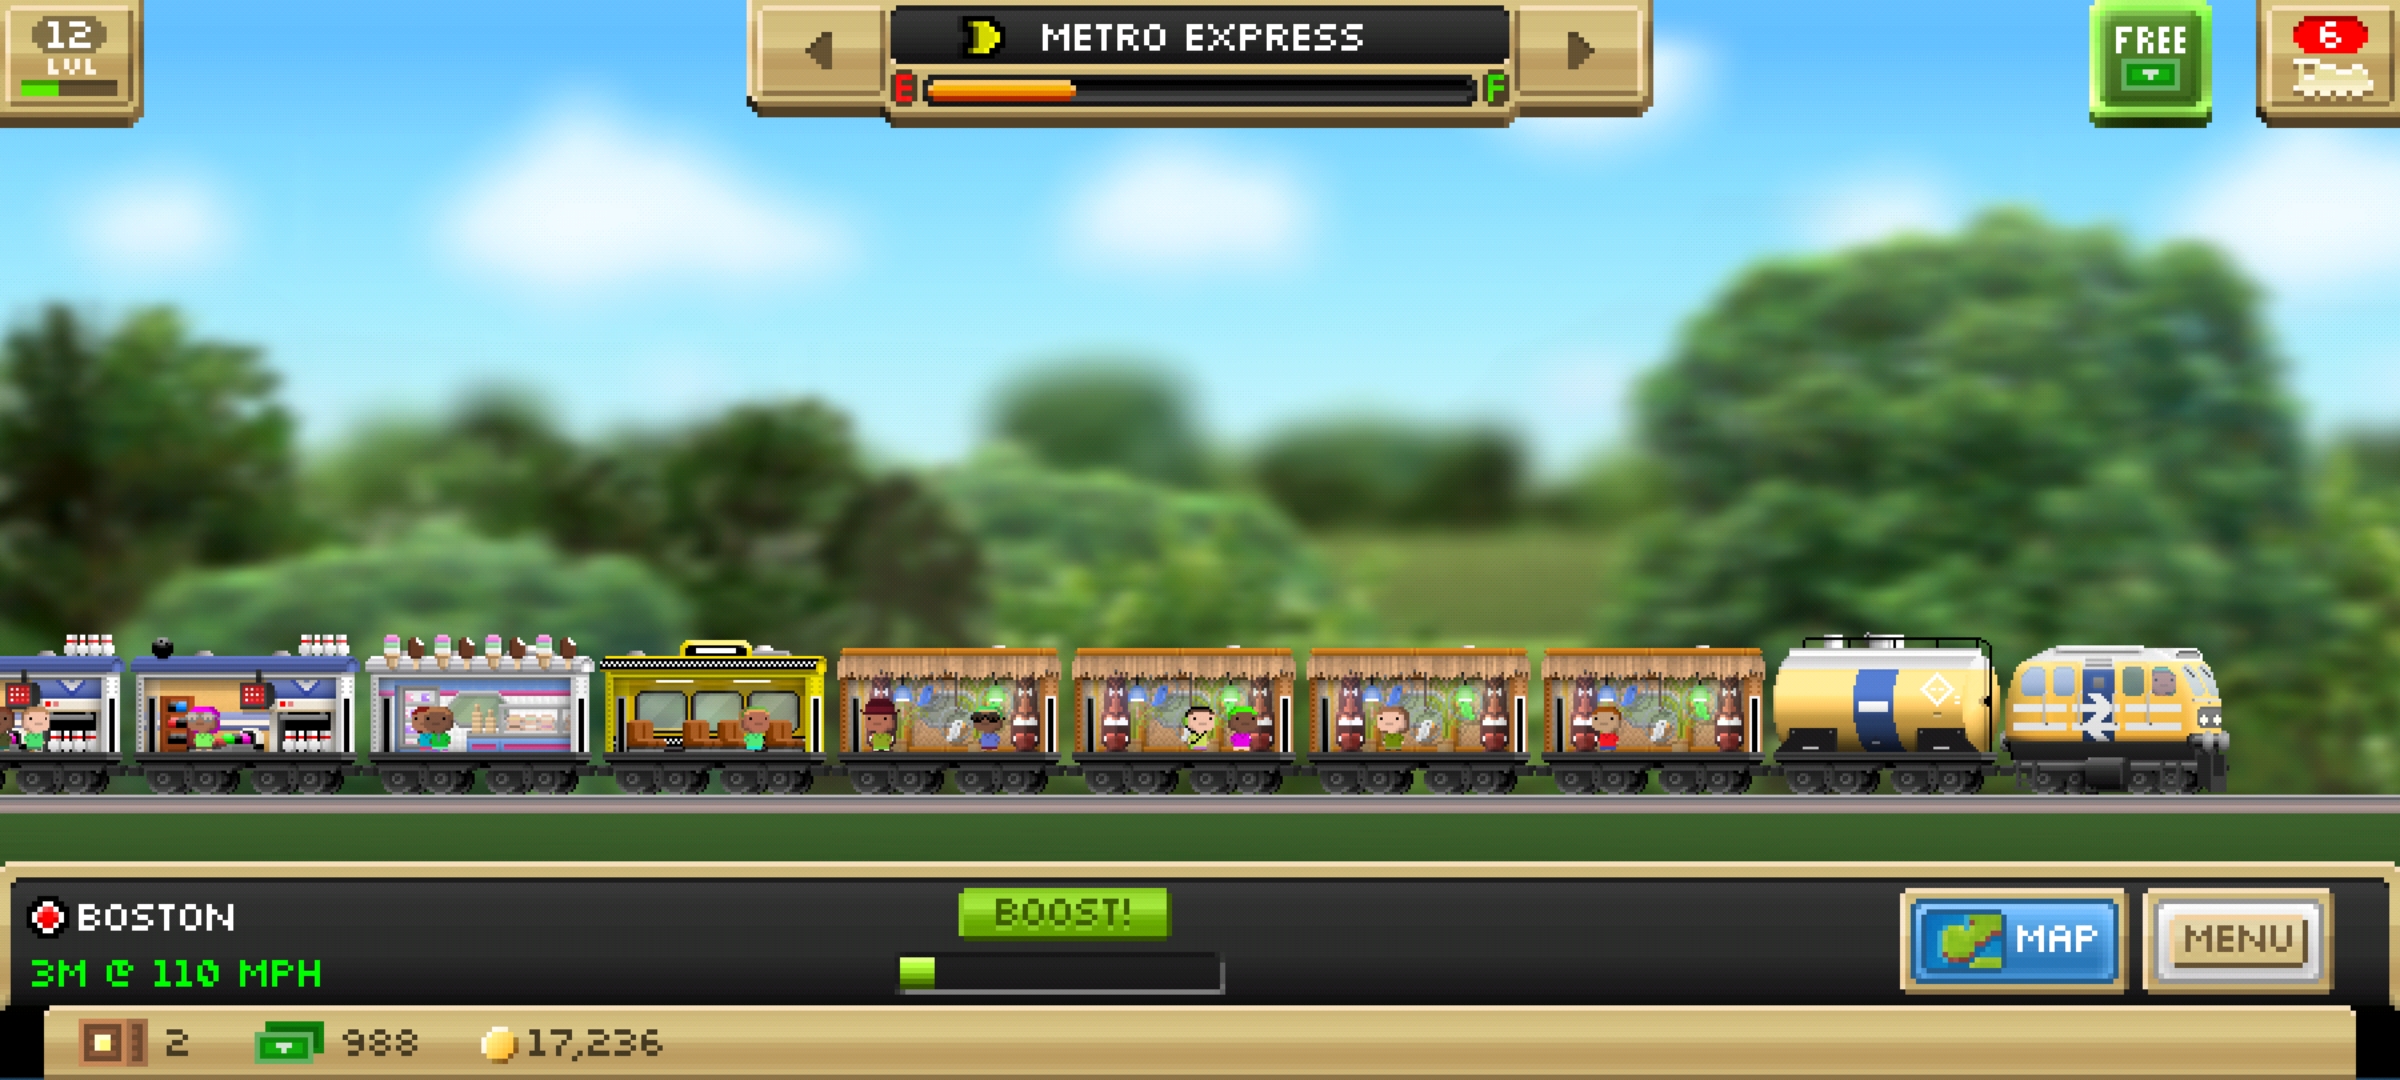 12
LVL
METRO EXPRESS
E F
FREE
6
BOSTON
3M @ 110 MPH
BOOST!
MAP
MENU
2
988
17,236